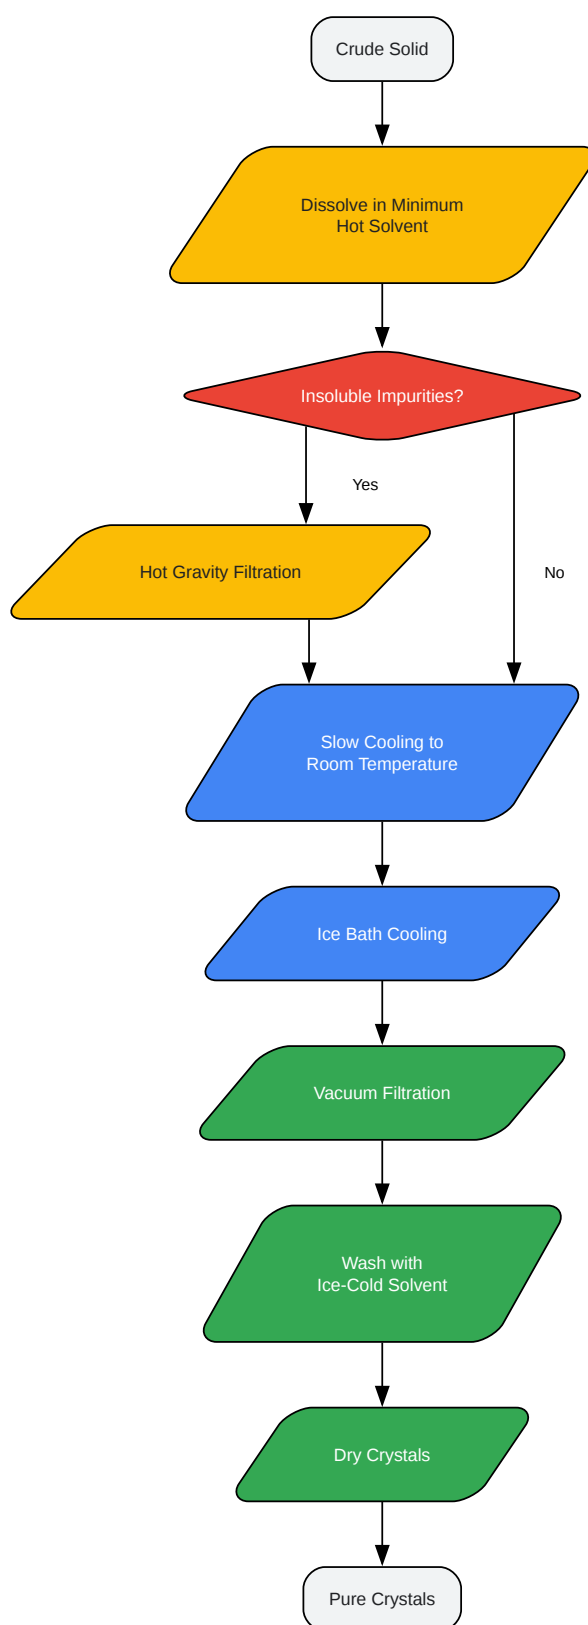 Crude Solid
Dissolve in Minimum
Hot Solvent
Insoluble Impurities?
Yes
Hot Gravity Filtration
No
Slow Cooling to
Room Temperature
Ice Bath Cooling
Vacuum Filtration
Wash with
Ice-Cold Solvent
Dry Crystals
Pure Crystals